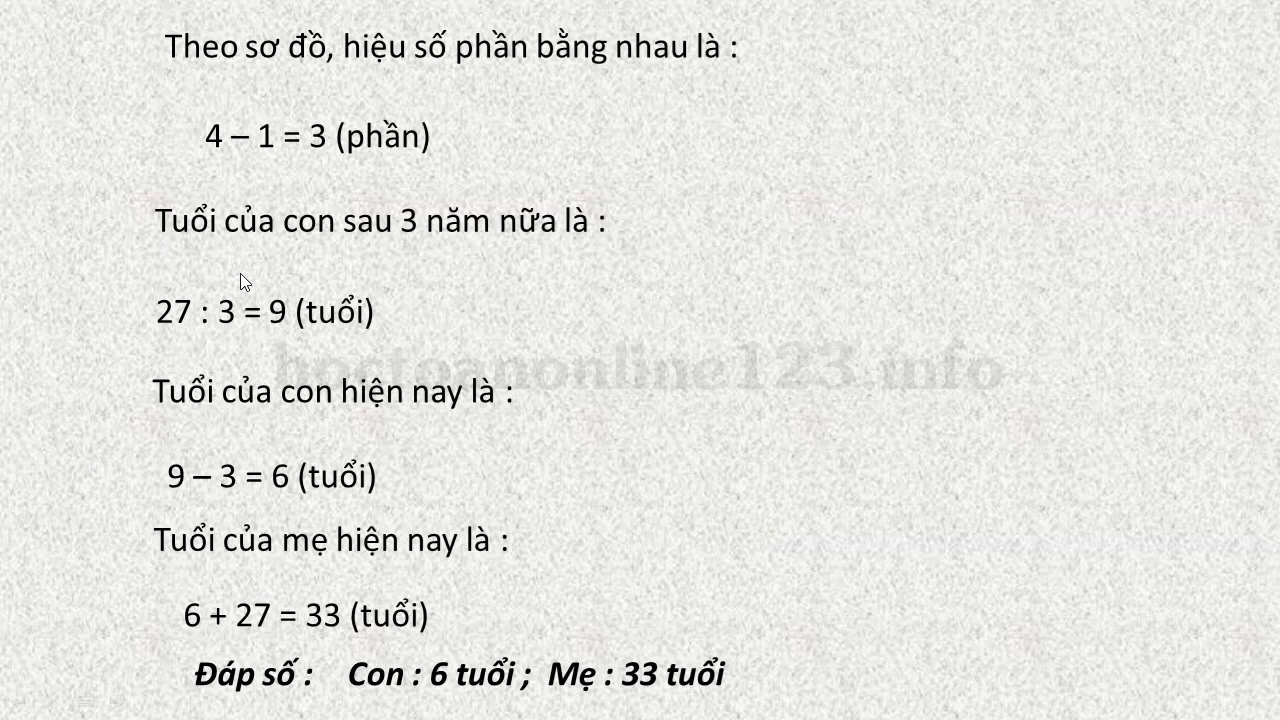 Theo sơ đồ, hiệu số phần bằng nhau là :
4 – 1 = 3 (phần)
Tuổi của con sau 3 năm nữa là :
27 : 3 = 9 (tuổi)
hoctoanonline123.info
Tuổi của con hiện nay là :
9 – 3 = 6 (tuổi)
Tuổi của mẹ hiện nay là :
6 + 27 = 33 (tuổi)
Đáp số : Con : 6 tuổi ; Mẹ : 33 tuổi